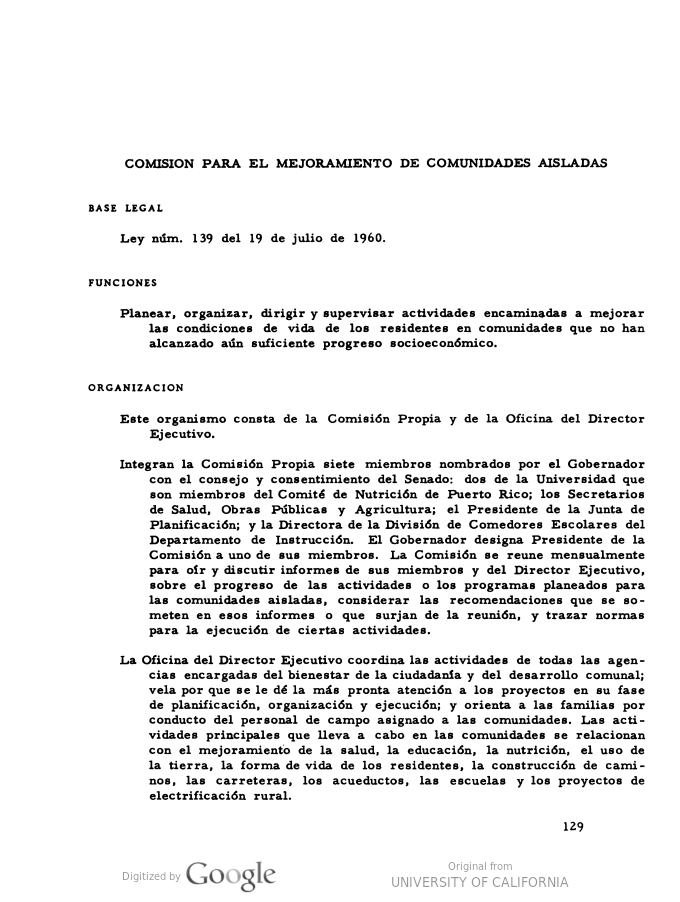 COMISION PARA EL MEJORAMIENTO DE COMUNIDADES AISLADAS
BASE LEGAL
Ley núm. 139 del 19 de julio de 1960.
FUNCIONES
Planear, organizar, dirigir y supervisar actividades encaminadas a mejorar
las condiciones de vida de los residentes en comunidades que no han
alcanzado aún suficiente progreso socioeconómico.
ORGANIZACION
Este organismo consta de la Comisión Propia y de la Oficina del Director
Ejecutivo.
Integran la Comisión Propia siete miembros nombrados por el Gobernador
con el consejo y consentimiento del Senado: dos de la Universidad que
son miembros del Comité de Nutrición de Puerto Rico; los Secretarios
de Salud, Obras Públicas y Agricultura; el Presidente de la Junta de
Planificación; y la Directora de la División de Comedores Escolares del
Departamento de Instrucción. El Gobernador designa Presidente de la
Comisión a uno de sus miembros. La Comisión se reune mensualmente
para oír y discutir informes de sus miembros y del Director Ejecutivo,
sobre el progreso de las actividades o los programas planeados para
las comunidades aisladas, considerar las recomendaciones que se so-
meten en esos informes o que surjan de la reunión, y trazar normas
para la ejecución de ciertas actividades.
La Oficina del Director Ejecutivo coordina las actividades de todas las agen-
cias encargadas del bienestar de la ciudadanía y del desarrollo comunal;
vela por que se le dé la más pronta atención a los proyectos en su fase
de planificación, organización y ejecución; y orienta a las familias por
conducto del personal de campo asignado a las comunidades. Las acti-
vidades principales que lleva a cabo en las comunidades se relacionan
con el mejoramiento de la salud, la educación, la nutrición, el uso de
la tierra, la forma de vida de los residentes, la construcción de cami-
nos, las carreteras, los acueductos, las escuelas y los proyectos de
electrificación rural.
129
Digitized by Google
Original from
UNIVERSITY OF CALIFORNIA